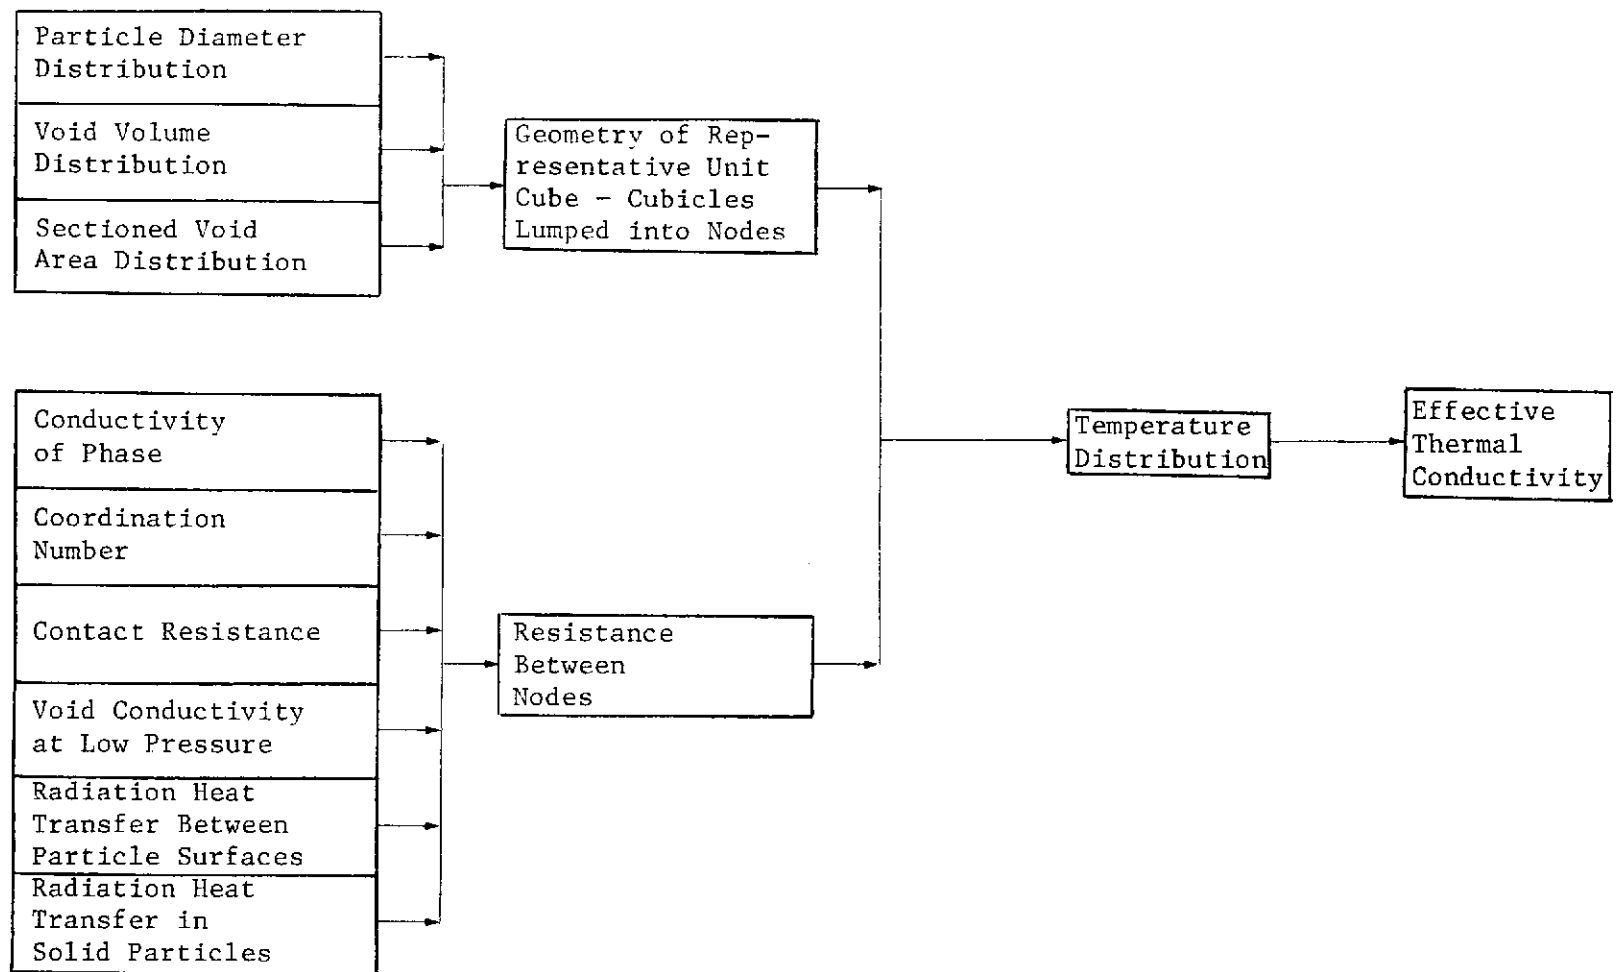 Particle Diameter
Distribution
Void Volume
Distribution
Sectioned Void
Area Distribution
Geometry of Rep-
resentative Unit
Cube - Cubicles
Lumped into Nodes
Conductivity
of Phase
Coordination
Number
Contact Resistance
Void Conductivity
at Low Pressure
Radiation Heat
Transfer Between
Particle Surfaces
Radiation Heat
Transfer in
Solid Particles
Resistance
Between
Nodes
Temperature
Distribution
Effective
Thermal
Conductivity